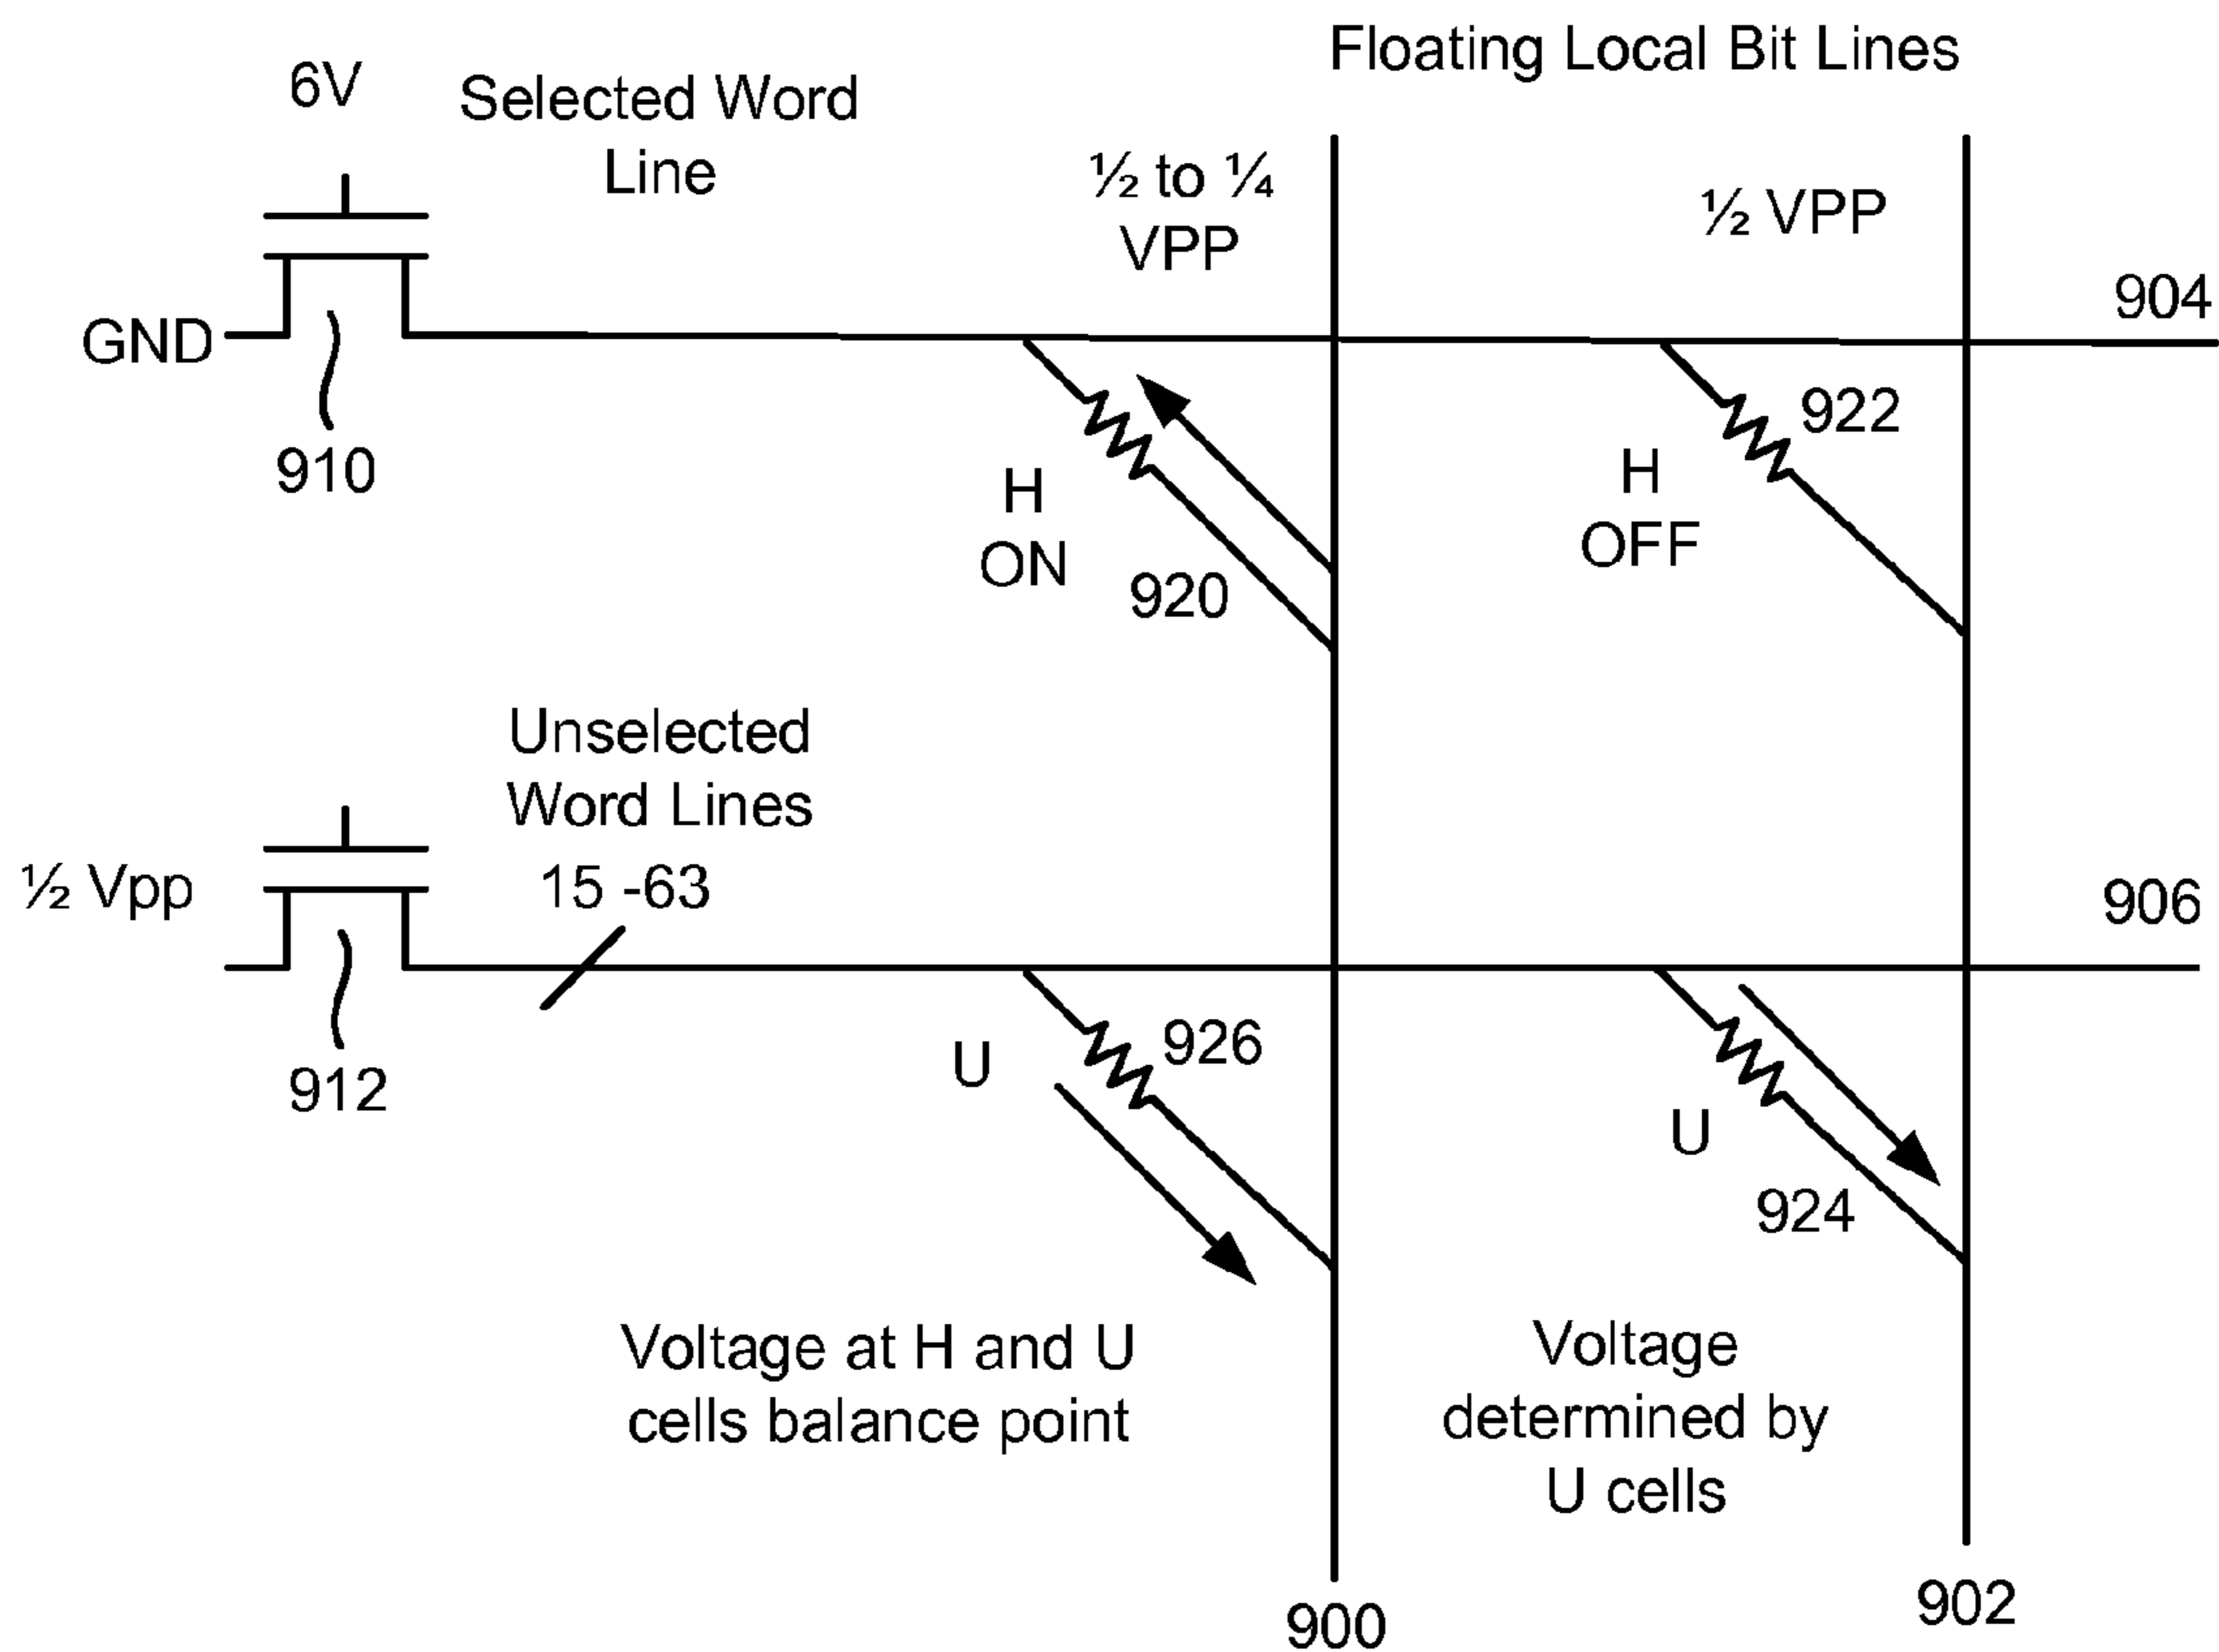 Floating Local Bit Lines
6V
Selected Word
Line
½ to ¼
VPP
½ VPP
904
GND
910
H
ON
920
922
H
OFF
Unselected
Word Lines
15 -63
½ Vpp
906
912
U
926
U
924
Voltage at H and U
cells balance point
Voltage
determined by
U cells
900
902